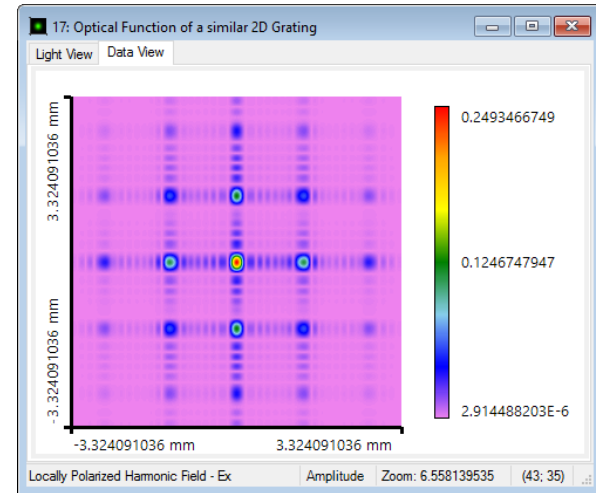 17: Optical Function of a similar 2D Grating
Light View Data View
3.324091036 mm
-3.324091036 mm
-3.324091036 mm 3.324091036 mm
0.2493466749
0.1246747947
2.914488203E-6
Locally Polarized Harmonic Field - Ex Amplitude Zoom: 6.558139535 (43; 35)